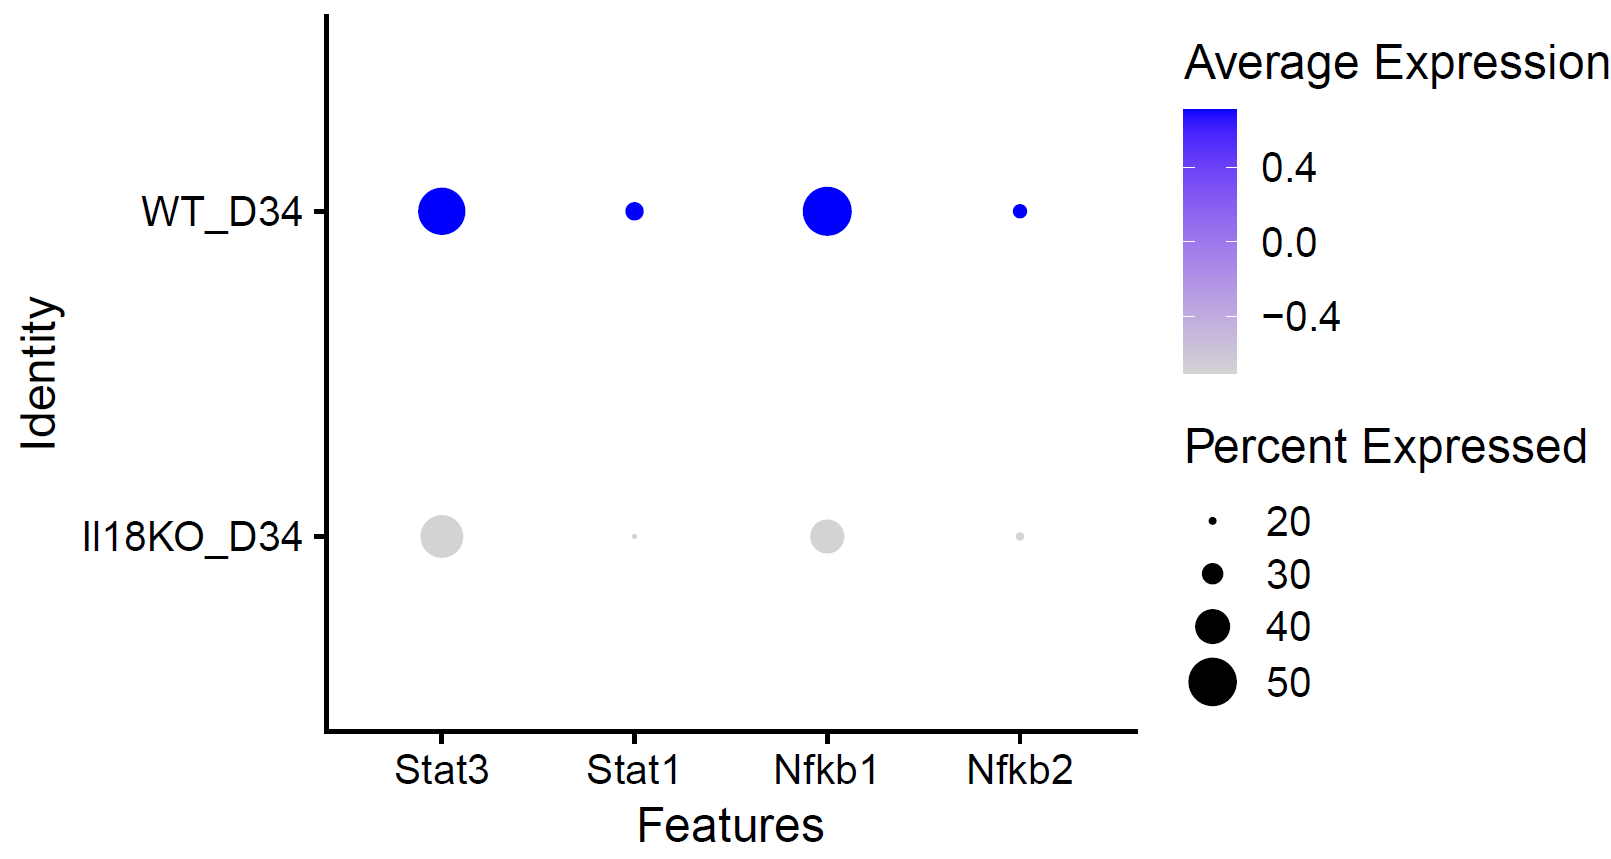 Average Expression
0.4
0.0
−0.4
Percent Expressed
20
30
40
50
Identity
WT_D34
Il18KO_D34
Stat3 Stat1 Nfkb1 Nfkb2
Features